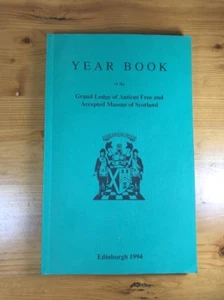 YEAR BOOK
of the
Grand Lodge of Antient Free and
Accepted Masons of Scotland
Edinburgh 1994